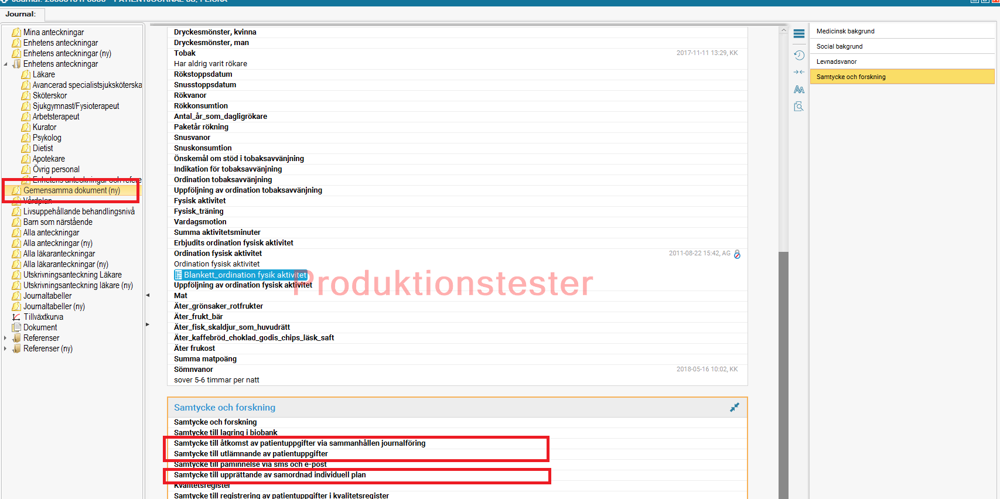 Journal:
Mina anteckningar
Enhetens anteckningar
Enhetens anteckningar (ny)
Enhetens anteckningar
Läkare
Avancerad specialistsjuksköterska
Sköterskor
Sjukgymnast/Fysioterapeut
Arbetsterapeut
Kurator
Psykolog
Dietist
Apotekare
Övrig personal
Enhetens anteckningar och refere
Gemensamma dokument (ny)
Vårdplan
Livsuppehållande behandlingsnivå
Barn som närstående
Alla anteckningar
Alla anteckningar (ny)
Alla läkaranteckningar
Alla läkaranteckningar (ny)
Utskrivningsanteckning Läkare
Utskrivningsanteckning läkare (ny)
Journaltabeller
Journaltabeller (ny)
Tillväxtkurva
Dokument
Referenser
Referenser (ny)
Dryckesmönster, kvinna
Dryckesmönster, man
Tobak 2017-11-11 13:29, KK
Har aldrig varit rökare
Rökstoppsdatum
Snusstoppsdatum
Rökvanor
Rökkonsumtion
Antal_år_som_dagligrökare
Paketår rökning
Snusvanor
Snuskonsumtion
Önskemål om stöd i tobaksavvänjning
Indikation för tobaksavvänjning
Ordination tobaksavvänjning
Uppföljning av ordination tobaksavvänjning
Fysisk aktivitet
Fysisk_träning
Vardagsmotion
Summa aktivitetsminuter
Erbjudits ordination fysisk aktivitet
Ordination fysisk aktivitet 2011-08-22 15:42, AG
Ordination fysisk aktivitet
Blankett_ordination fysik aktivitet
Produktionstester
Uppföljning av ordination fysisk aktivitet
Mat
Äter_grönsaker_rotfrukter
Äter_frukt_bär
Äter_fisk_skaldjur_som_huvudrätt
Äter_kaffebröd_choklad_godis_chips_läsk_saft
Äter frukost
Summa matpoäng
Sömnvanor 2018-05-16 10:02, KK
sover 5-6 timmar per natt
Samtycke och forskning
Samtycke och forskning
Samtycke till lagring i biobank
Samtycke till åtkomst av patientuppgifter via sammanhållen journalföring
Samtycke till utlämnande av patientuppgifter
Samtycke till påminnelse via sms och e-post
Samtycke till upprättande av samordnad individuell plan
Kvalitetsregister
Samtycke till registrering av patientuppgifter i kvalitetsregister
Medicinsk bakgrund
Social bakgrund
Levnadsvanor
Samtycke och forskning